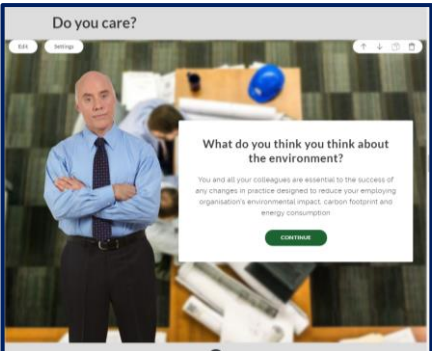 Do you care?
Edit Settings
What do you think you think about
the environment?
You and all your colleagues are essential to the success of
any changes in practice designed to reduce your employing
organisation's environmental impact, carbon footprint and
energy consumption
CONTINUE